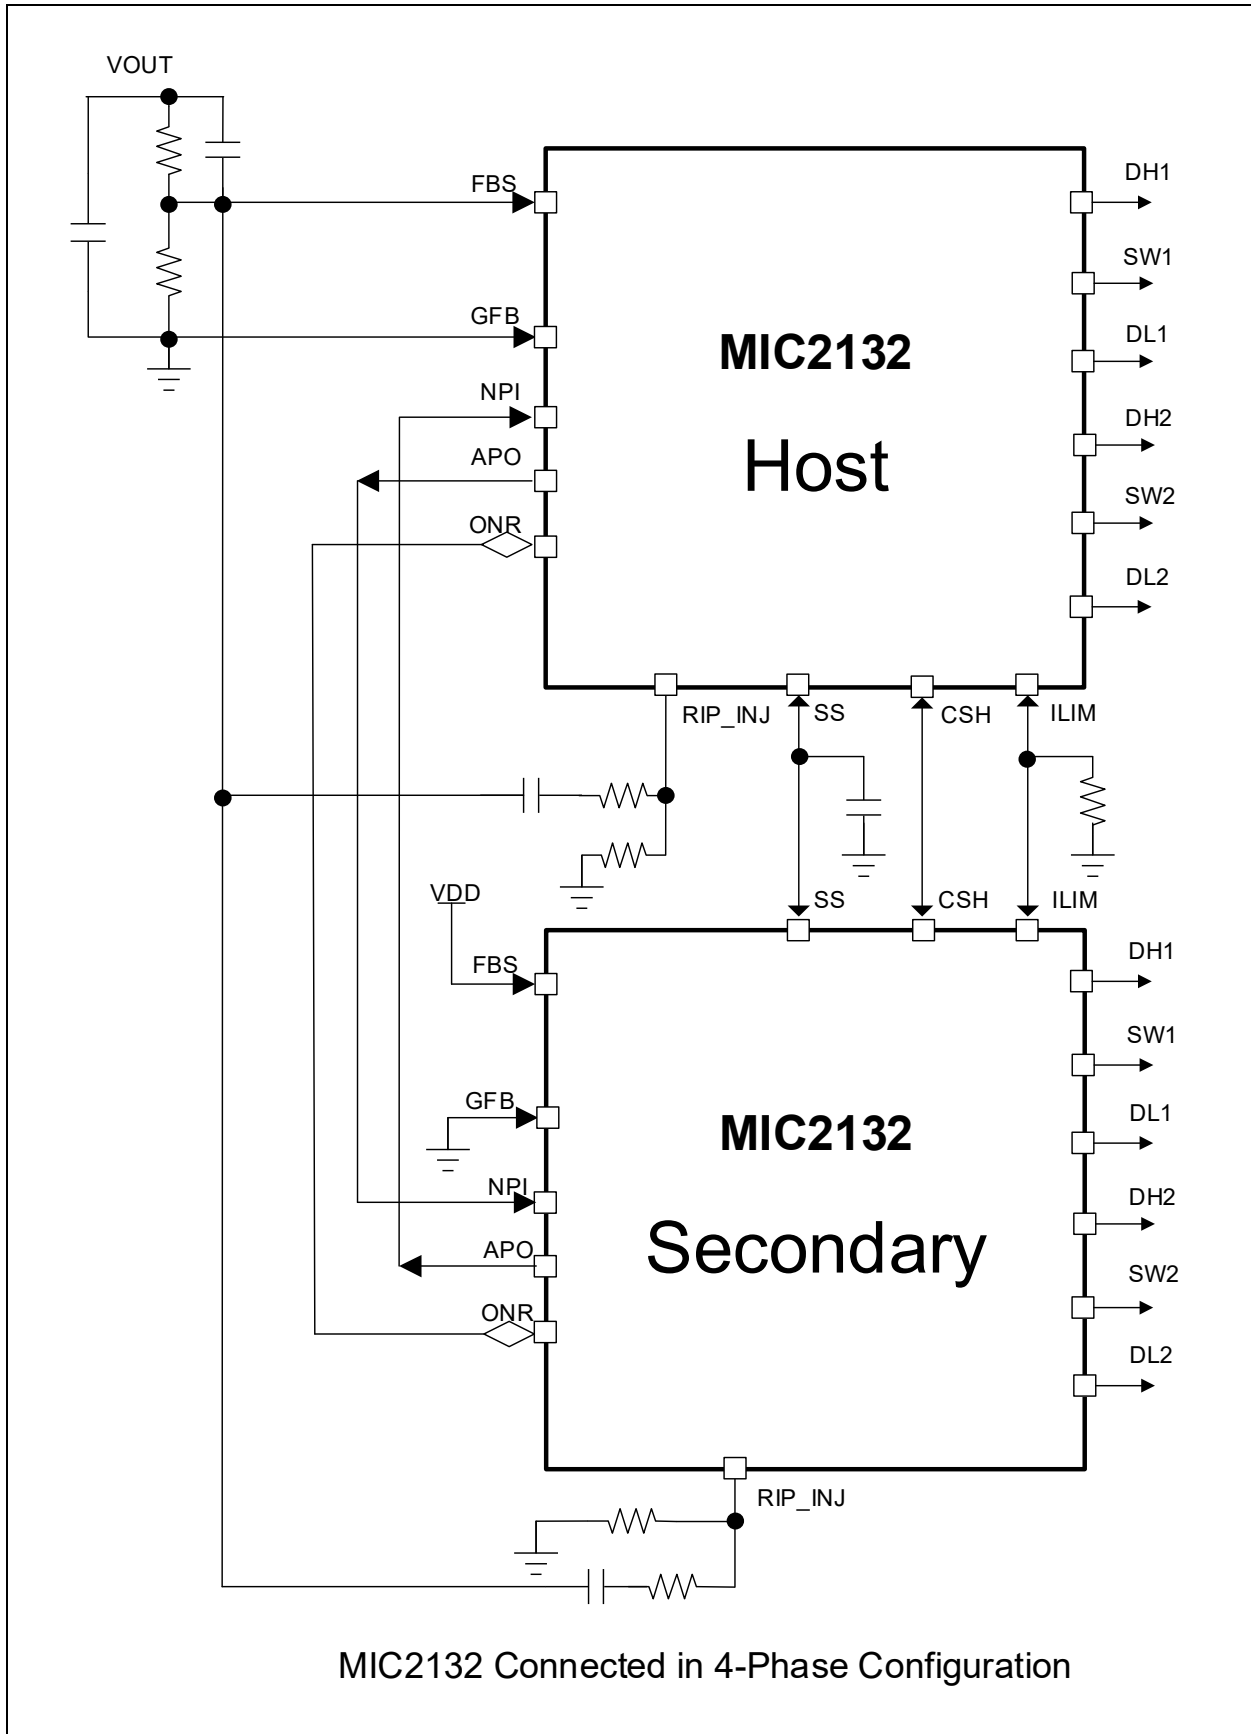 VOUT
FBS
DH1
SW1
GFB
DL1
MIC2132
NPI
DH2
Host
APO
SW2
ONR
DL2
RIP_INJ
SS
CSH
ILIM
VDD
SS
CSH
ILIM
FBS
DH1
SW1
GFB
DL1
MIC2132
NPI
DH2
Secondary
APO
SW2
ONR
DL2
RIP_INJ
MIC2132 Connected in 4-Phase Configuration